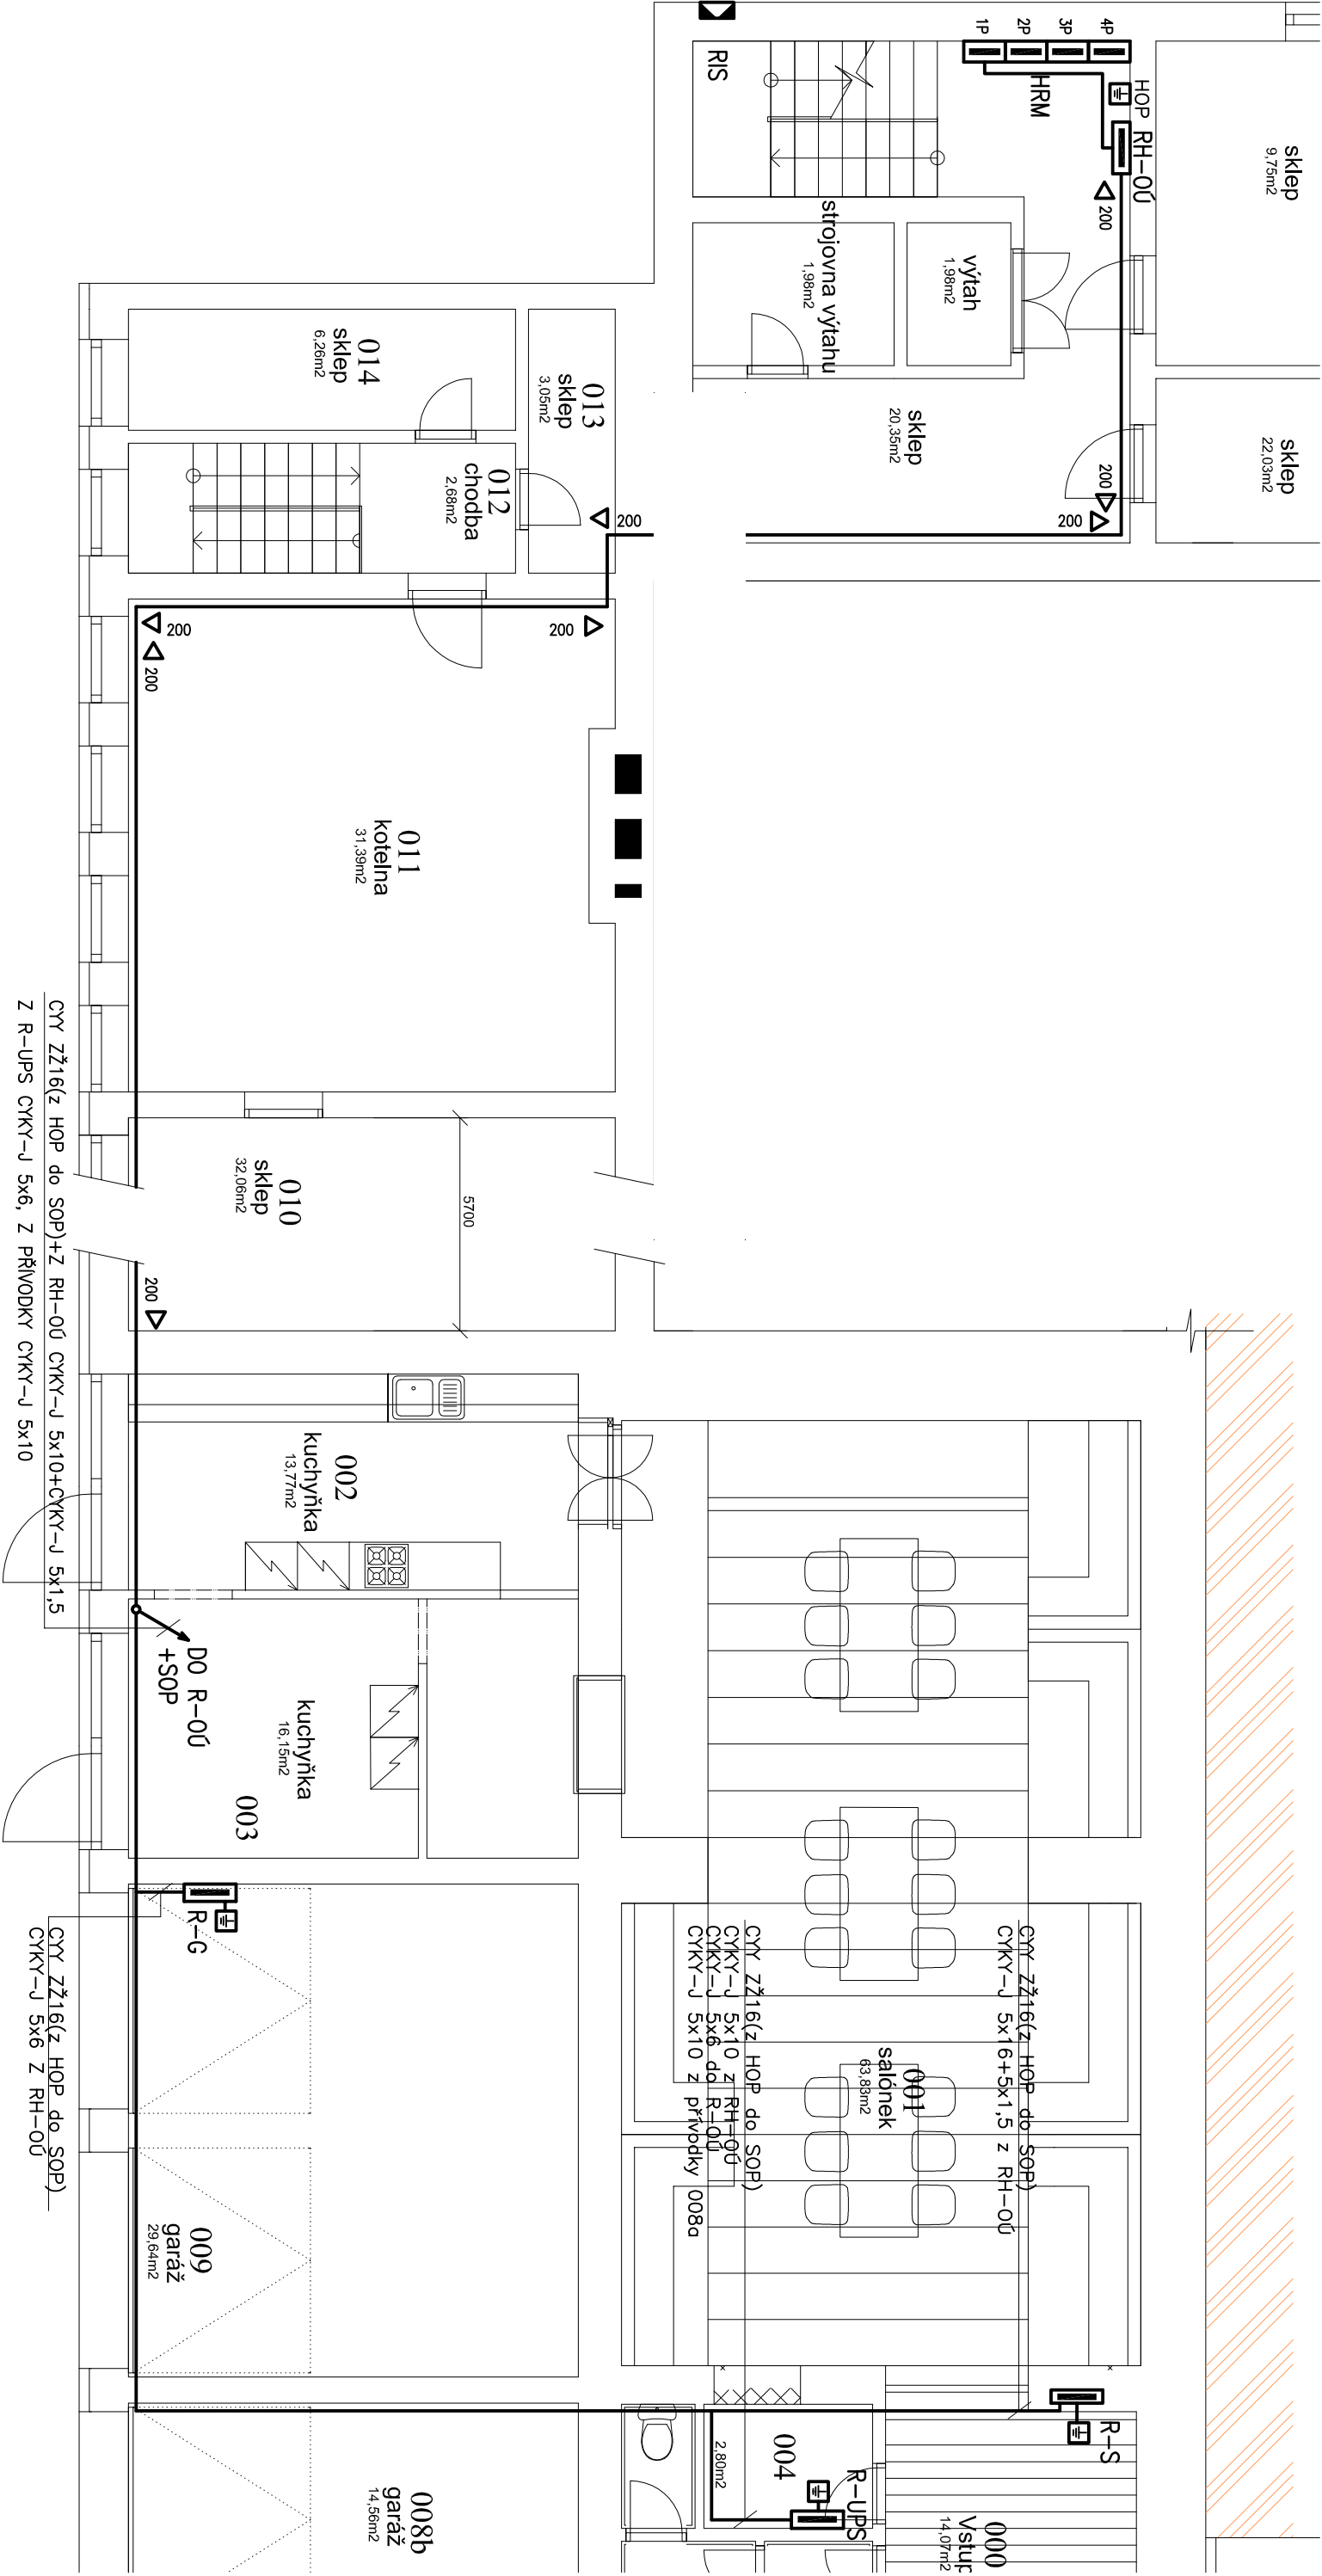 1P
2P
3P
4P
RIS
HRM
HOP
RH-OÚ
200
sklep
9,75m2
strojovna výtahu
1,98m2
výtah
1,98m2
sklep
20,35m2
sklep
22,03m2
200
200
014
sklep
6,26m2
013
sklep
3,05m2
012
chodba
2,68m2
200
200
200
200
011
kotelna
31,39m2
010
sklep
32,06m2
5700
200
CYY ZŽ16(z HOP do SOP)+Z RH-OÚ CYKY-J 5x10+CYKY-J 5x1,5
Z R-UPS CYKY-J 5x6, Z PŘÍVODKY CYKY-J 5x10
002
kuchyňka
13,77m2
DO R-OÚ
+SOP
kuchyňka
16,15m2
003
R-G
CYY ZŽ16(z HOP do SOP)
CYKY-J 5x6 Z RH-OÚ
CYY ZŽ16(z HOP do SOP)
CYKY-J 5x16+5x1,5 z RH-OÚ
001
salónek
63,83m2
CYY ZŽ16(z HOP do SOP)
CYKY-J 5x10 z RH-OÚ
CYKY-J 5x6 do R-OÚ
CYKY-J 5x10 z přívodky 008a
009
garáž
29,64m2
R-S
004
2,80m2
R-UPS
000
Vstup
14,07m2
008b
garáž
14,56m2